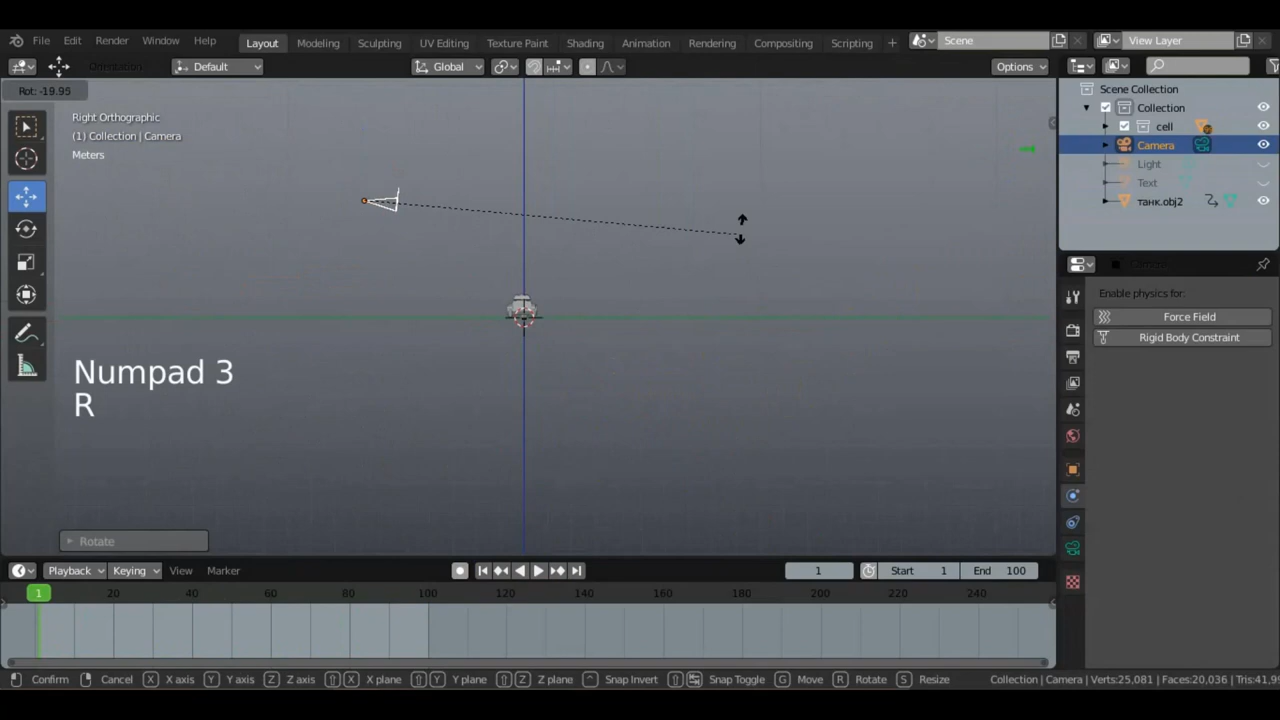 File Edit Render Window Help Layout Modeling Sculpting UV Editing Texture Paint Shading Animation Rendering Compositing Scripting + Scene View Layer
Orientation: Default Global Options
Rot: -19.95
Right Orthographic
(1) Collection | Camera
Meters
Scene Collection
Collection
cell
Camera
Light
Text
танк.obj2
Camera
Enable physics for:
Force Field
Rigid Body Constraint
Numpad 3
R
Rotate
Playback Keying View Marker 1 Start 1 End 100
1 20 40 60 80 100 120 140 160 180 200 220 240
Confirm Cancel X X axis Y Y axis Z Z axis X X plane Y Y plane Z Z plane Snap Invert Snap Toggle G Move R Rotate S Resize Collection | Camera | Verts:25,081 | Faces:20,036 | Tris:41,9